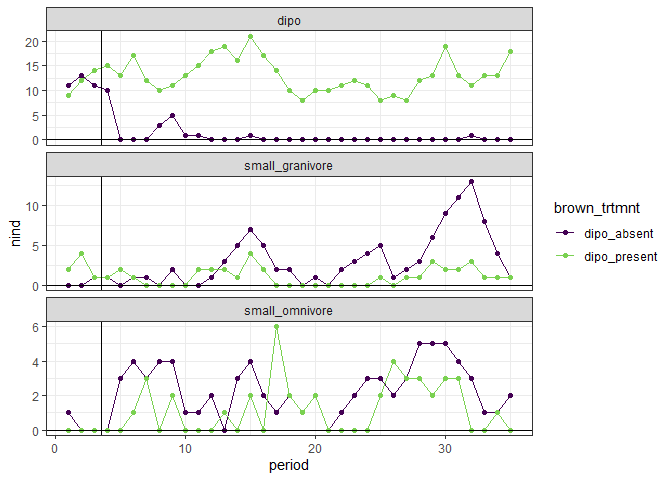 dipo
20
15
10
5
0
small_granivore
10
5
0
small_omnivore
6
4
2
0
0
10
20
30
period
nind
brown_trtmnt
dipo_absent
dipo_present